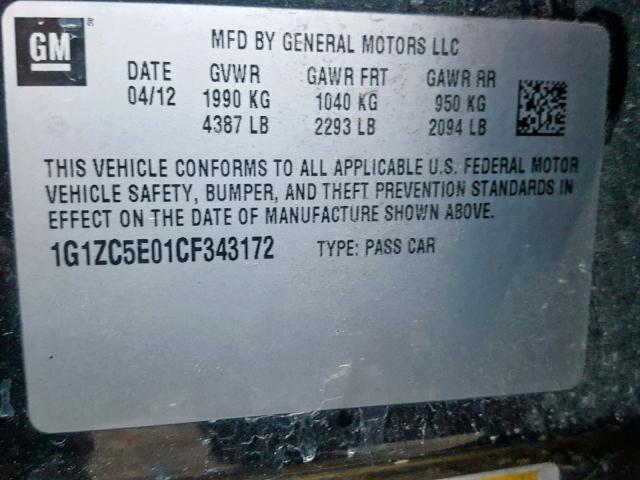 GM ®
MFD BY GENERAL MOTORS LLC
DATE GVWR GAWR FRT GAWR RR
04/12 1990 KG 1040 KG 950 KG
4387 LB 2293 LB 2094 LB
THIS VEHICLE CONFORMS TO ALL APPLICABLE U.S. FEDERAL MOTOR
VEHICLE SAFETY, BUMPER, AND THEFT PREVENTION STANDARDS IN
EFFECT ON THE DATE OF MANUFACTURE SHOWN ABOVE.
1G1ZC5E01CF343172 TYPE: PASS CAR